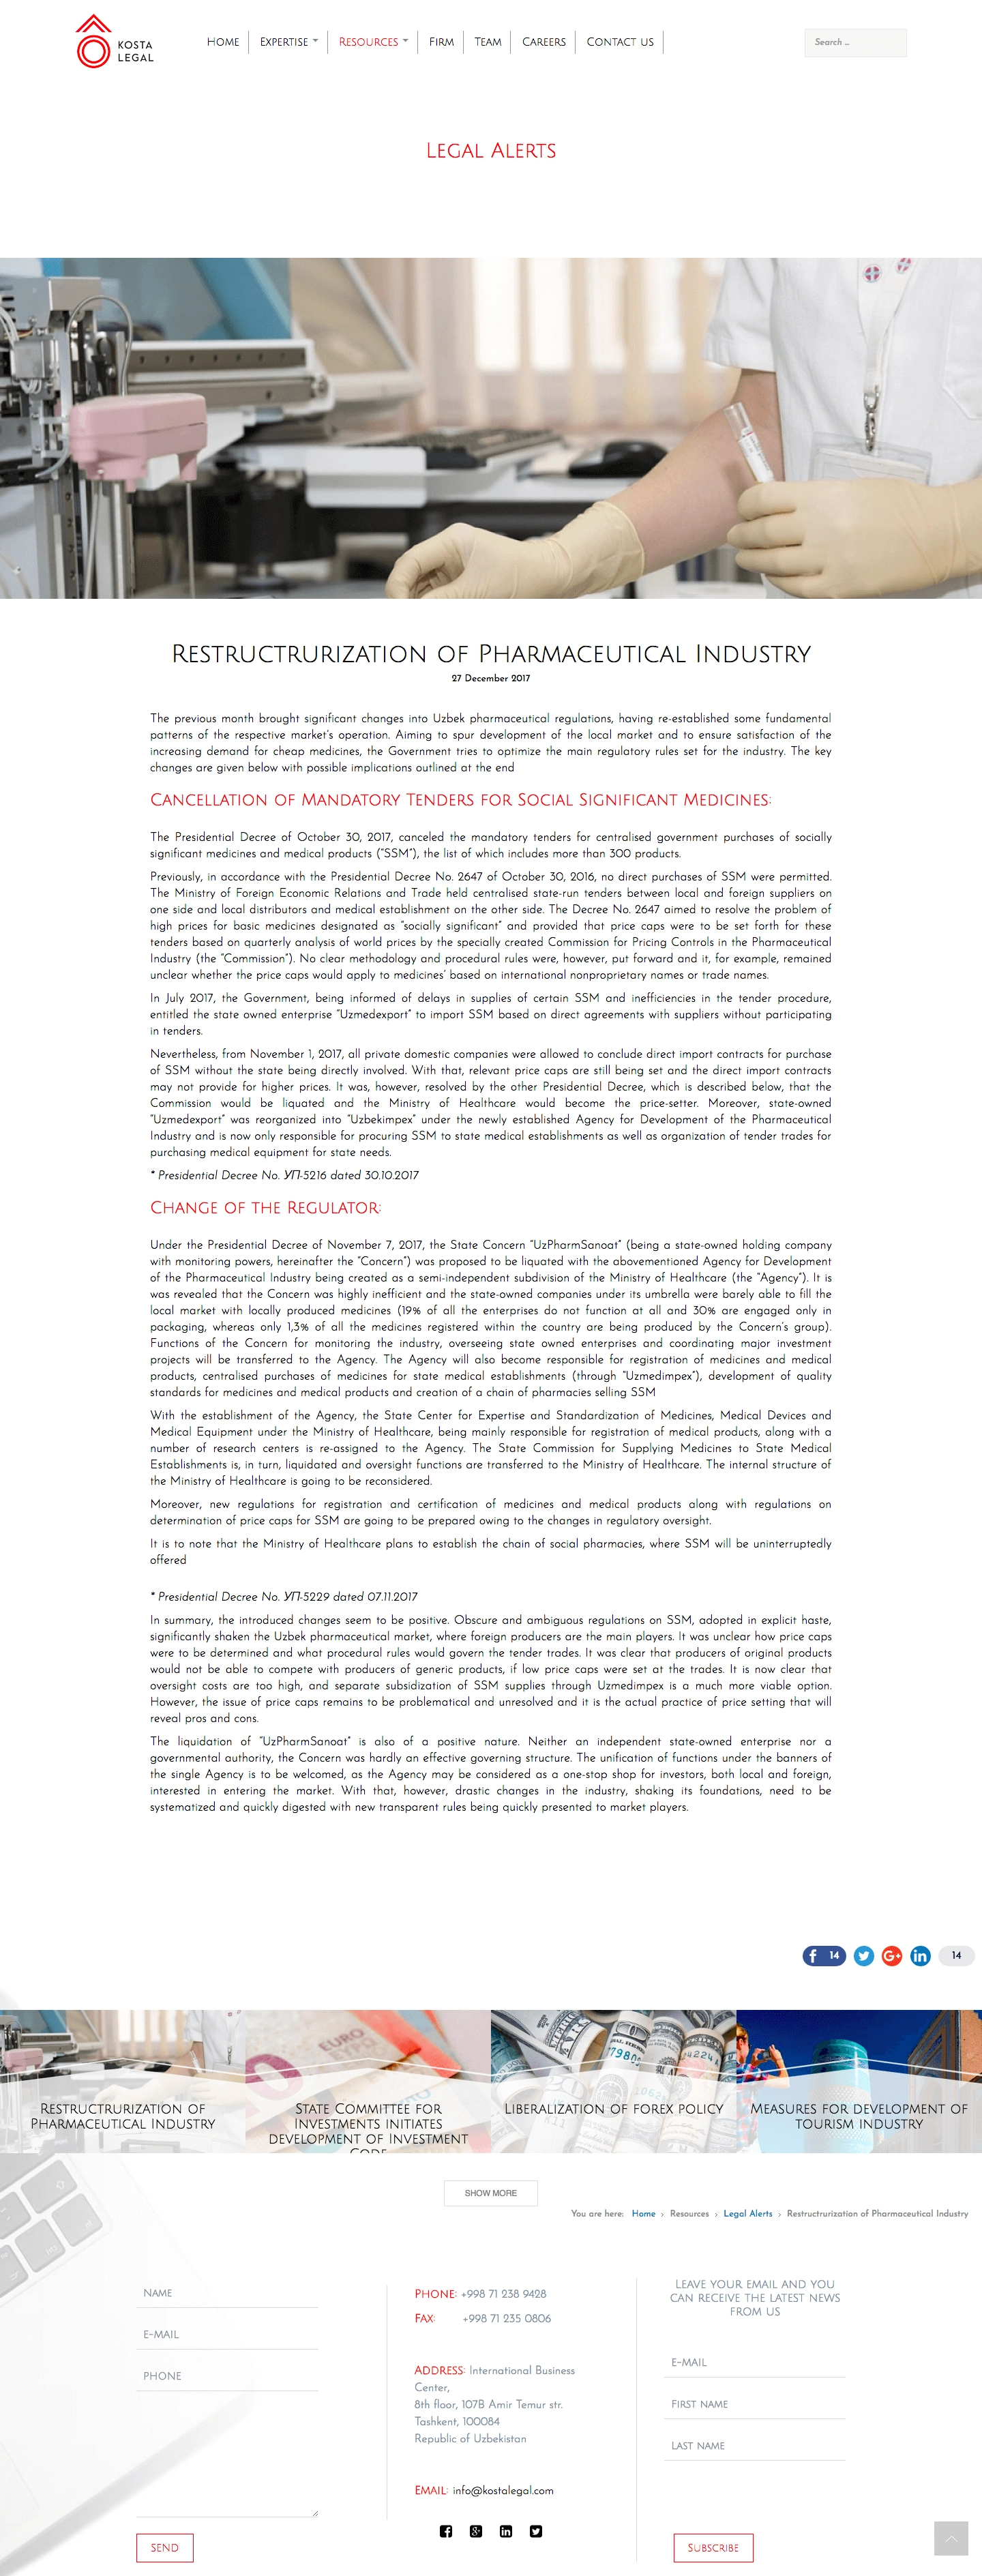 KOSTA
LEGAL
Home
Expertise
Resources
Firm
Team
Careers
Contact us
Search ...
Legal Alerts
Restructrurization of Pharmaceutical Industry
27 December 2017
The previous month brought significant changes into Uzbek pharmaceutical regulations, having re-established some fundamental
patterns of the respective market's operation. Aiming to spur development of the local market and to ensure satisfaction of the
increasing demand for cheap medicines, the Government tries to optimize the main regulatory rules set for the industry. The key
changes are given below with possible implications outlined at the end
Cancellation of Mandatory Tenders for Social Significant Medicines:
The Presidential Decree of October 30, 2017, canceled the mandatory tenders for centralised government purchases of socially
significant medicines and medical products ("SSM"), the list of which includes more than 300 products.
Previously, in accordance with the Presidential Decree No. 2647 of October 30, 2016, no direct purchases of SSM were permitted.
The Ministry of Foreign Economic Relations and Trade held centralised state-run tenders between local and foreign suppliers on
one side and local distributors and medical establishment on the other side. The Decree No. 2647 aimed to resolve the problem of
high prices for basic medicines designated as "socially significant" and provided that price caps were to be set forth for these
tenders based on quarterly analysis of world prices by the specially created Commission for Pricing Controls in the Pharmaceutical
Industry (the "Commission"). No clear methodology and procedural rules were, however, put forward and it, for example, remained
unclear whether the price caps would apply to medicines' based on international nonproprietary names or trade names.
In July 2017, the Government, being informed of delays in supplies of certain SSM and inefficiencies in the tender procedure,
entitled the state owned enterprise "Uzmedexport" to import SSM based on direct agreements with suppliers without participating
in tenders.
Nevertheless, from November 1, 2017, all private domestic companies were allowed to conclude direct import contracts for purchase
of SSM without the state being directly involved. With that, relevant price caps are still being set and the direct import contracts
may not provide for higher prices. It was, however, resolved by the other Presidential Decree, which is described below, that the
Commission would be liquated and the Ministry of Healthcare would become the price-setter. Moreover, state-owned
"Uzmedexport" was reorganized into "Uzbekimpex" under the newly established Agency for Development of the Pharmaceutical
Industry and is now only responsible for procuring SSM to state medical establishments as well as organization of tender trades for
purchasing medical equipment for state needs.
* Presidential Decree No. УП-5216 dated 30.10.2017
Change of the Regulator:
Under the Presidential Decree of November 7, 2017, the State Concern "UzPharmSanoat" (being a state-owned holding company
with monitoring powers, hereinafter the "Concern") was proposed to be liquated with the abovementioned Agency for Development
of the Pharmaceutical Industry being created as a semi-independent subdivision of the Ministry of Healthcare (the "Agency"). It is
was revealed that the Concern was highly inefficient and the state-owned companies under its umbrella were barely able to fill the
local market with locally produced medicines (19% of all the enterprises do not function at all and 30% are engaged only in
packaging, whereas only 1,3% of all the medicines registered within the country are being produced by the Concern's group).
Functions of the Concern for monitoring the industry, overseeing state owned enterprises and coordinating major investment
projects will be transferred to the Agency. The Agency will also become responsible for registration of medicines and medical
products, centralised purchases of medicines for state medical establishments (through "Uzmedimpex"), development of quality
standards for medicines and medical products and creation of a chain of pharmacies selling SSM
With the establishment of the Agency, the State Center for Expertise and Standardization of Medicines, Medical Devices and
Medical Equipment under the Ministry of Healthcare, being mainly responsible for registration of medical products, along with a
number of research centers is re-assigned to the Agency. The State Commission for Supplying Medicines to State Medical
Establishments is, in turn, liquidated and oversight functions are transferred to the Ministry of Healthcare. The internal structure of
the Ministry of Healthcare is going to be reconsidered.
Moreover, new regulations for registration and certification of medicines and medical products along with regulations on
determination of price caps for SSM are going to be prepared owing to the changes in regulatory oversight.
It is to note that the Ministry of Healthcare plans to establish the chain of social pharmacies, where SSM will be uninterruptedly
offered
* Presidential Decree No. УП-5229 dated 07.11.2017
In summary, the introduced changes seem to be positive. Obscure and ambiguous regulations on SSM, adopted in explicit haste,
significantly shaken the Uzbek pharmaceutical market, where foreign producers are the main players. It was unclear how price caps
were to be determined and what procedural rules would govern the tender trades. It was clear that producers of original products
would not be able to compete with producers of generic products, if low price caps were set at the trades. It is now clear that
oversight costs are too high, and separate subsidization of SSM supplies through Uzmedimpex is a much more viable option.
However, the issue of price caps remains to be problematical and unresolved and it is the actual practice of price setting that will
reveal pros and cons.
The liquidation of "UzPharmSanoat" is also of a positive nature. Neither an independent state-owned enterprise nor a
governmental authority, the Concern was hardly an effective governing structure. The unification of functions under the banners of
the single Agency is to be welcomed, as the Agency may be considered as a one-stop shop for investors, both local and foreign,
interested in entering the market. With that, however, drastic changes in the industry, shaking its foundations, need to be
systematized and quickly digested with new transparent rules being quickly presented to market players.
14
14
Restructrurization of
Pharmaceutical Industry
State Committee for
Investments initiates
development of Investment
Code
Liberalization of forex policy
Measures for development of
tourism industry
SHOW MORE
You are here: Home › Resources › Legal Alerts › Restructrurization of Pharmaceutical Industry
Name
E-mail
Phone
SEND
Phone: +998 71 238 9428
Fax: +998 71 235 0806
Address: International Business
Center,
8th floor, 107B Amir Temur str.
Tashkent, 100084
Republic of Uzbekistan
Email: info@kostalegal.com
Leave your email and you
can receive the latest news
from us
E-mail
First name
Last name
Subscribe